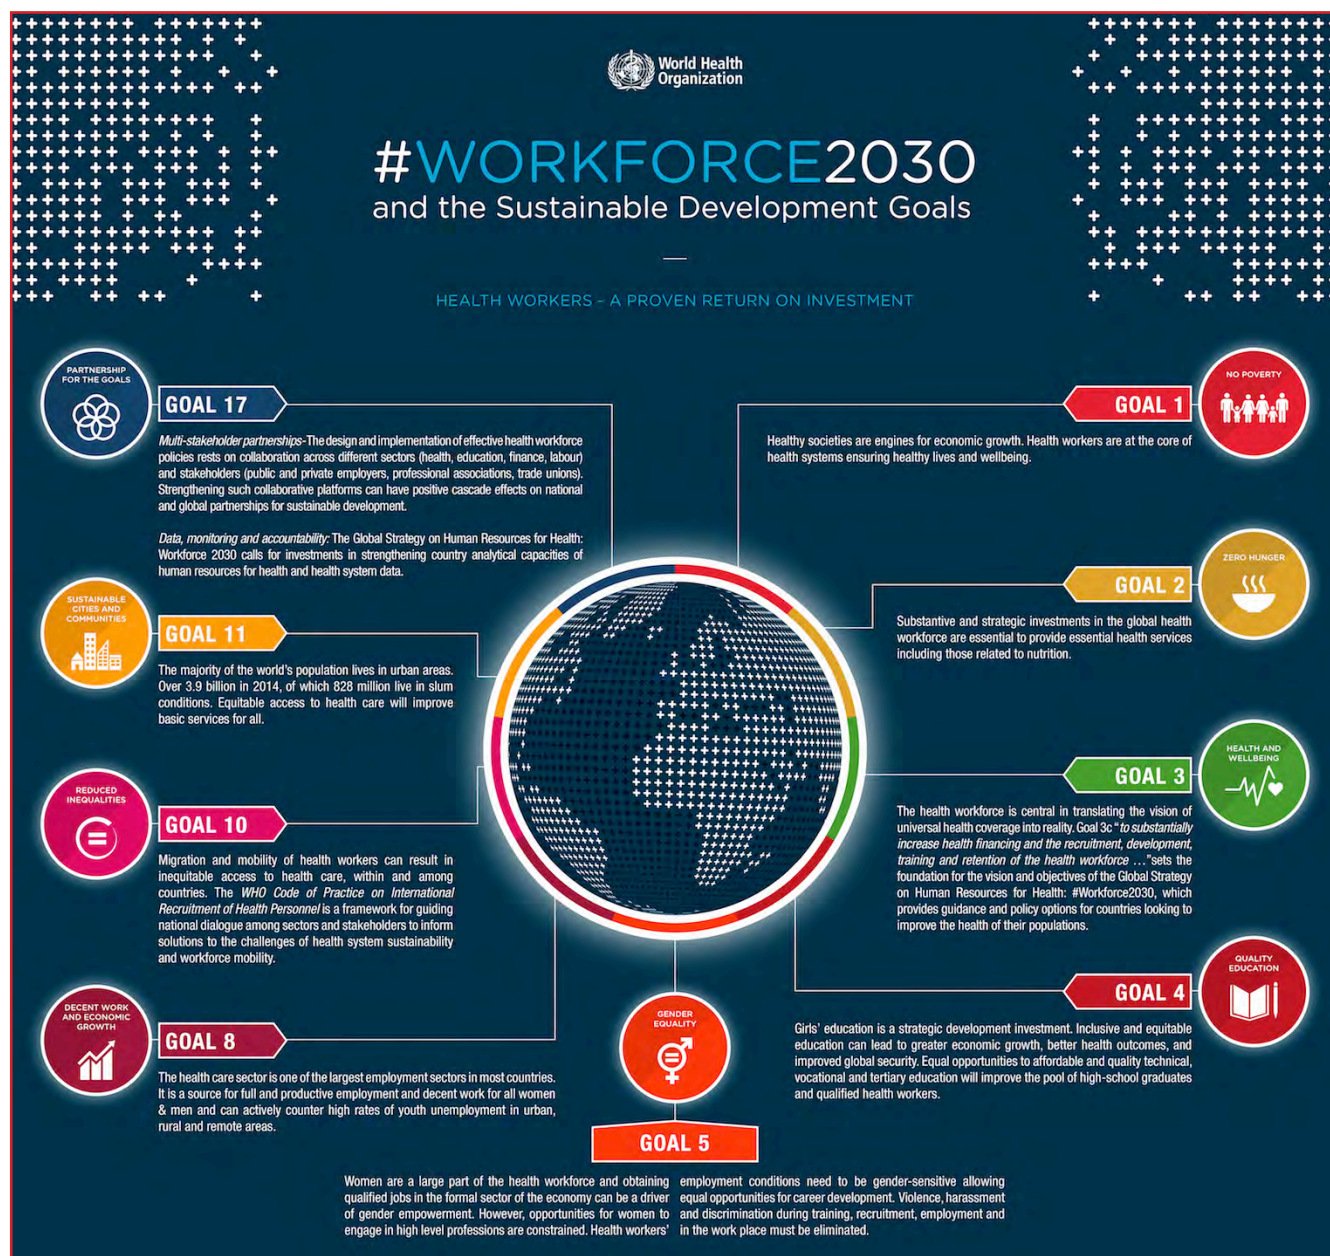 World Health
Organization
#WORKFORCE2030
and the Sustainable Development Goals
HEALTH WORKERS - A PROVEN RETURN ON INVESTMENT
PARTNERSHIP
FOR THE GOALS
GOAL 17
Multi-stakeholder partnerships- The design and implementation of effective health workforce
policies rests on collaboration across different sectors (health, education, finance, labour)
and stakeholders (public and private employers, professional associations, trade unions).
Strengthening such collaborative platforms can have positive cascade effects on national
and global partnerships for sustainable development.
Data, monitoring and accountability: The Global Strategy on Human Resources for Health:
Workforce 2030 calls for investments in strengthening country analytical capacities of
human resources for health and health system data.
SUSTAINABLE
CITIES AND
COMMUNITIES
GOAL 11
The majority of the world's population lives in urban areas.
Over 3.9 billion in 2014, of which 828 million live in slum
conditions. Equitable access to health care will improve
basic services for all.
REDUCED
INEQUALITIES
GOAL 10
Migration and mobility of health workers can result in
inequitable access to health care, within and among
countries. The WHO Code of Practice on International
Recruitment of Health Personnel is a framework for guiding
national dialogue among sectors and stakeholders to inform
solutions to the challenges of health system sustainability
and workforce mobility.
DECENT WORK
AND ECONOMIC
GROWTH
GOAL 8
The health care sector is one of the largest employment sectors in most countries.
It is a source for full and productive employment and decent work for all women
& men and can actively counter high rates of youth unemployment in urban,
rural and remote areas.
NO POVERTY
GOAL 1
Healthy societies are engines for economic growth. Health workers are at the core of
health systems ensuring healthy lives and wellbeing.
ZERO HUNGER
GOAL 2
Substantive and strategic investments in the global health
workforce are essential to provide essential health services
including those related to nutrition.
HEALTH AND
WELLBEING
GOAL 3
The health workforce is central in translating the vision of
universal health coverage into reality. Goal 3c "to substantially
increase health financing and the recruitment, development,
training and retention of the health workforce ..."sets the
foundation for the vision and objectives of the Global Strategy
on Human Resources for Health: #Workforce2030, which
provides guidance and policy options for countries looking to
improve the health of their populations.
QUALITY
EDUCATION
GOAL 4
Girls' education is a strategic development investment. Inclusive and equitable
education can lead to greater economic growth, better health outcomes, and
improved global security. Equal opportunities to affordable and quality technical,
vocational and tertiary education will improve the pool of high-school graduates
and qualified health workers.
GENDER
EQUALITY
GOAL 5
Women are a large part of the health workforce and obtaining
qualified jobs in the formal sector of the economy can be a driver
of gender empowerment. However, opportunities for women to
engage in high level professions are constrained. Health workers'
employment conditions need to be gender-sensitive allowing
equal opportunities for career development. Violence, harassment
and discrimination during training, recruitment, employment and
in the work place must be eliminated.